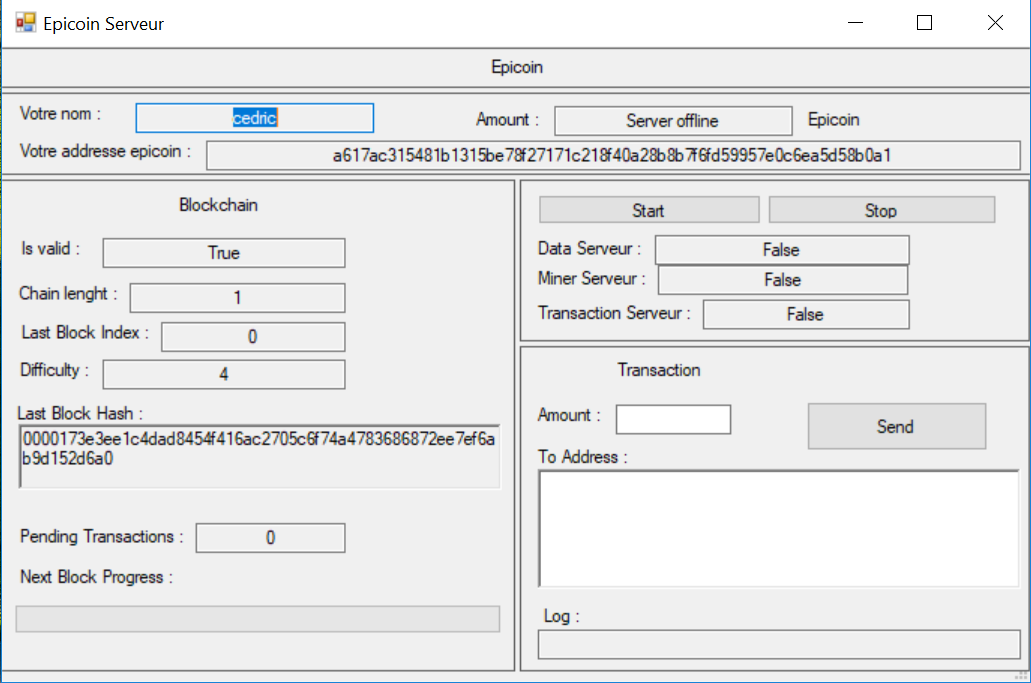 Epicoin Serveur
Epicoin
Votre nom : cedric Amount : Server offline Epicoin
Votre addresse epicoin : a617ac315481b1315be78f27171c218f40a28b8b7f6fd59957e0c6ea5d58b0a1
Blockchain
Is valid : True
Chain lenght : 1
Last Block Index : 0
Difficulty : 4
Last Block Hash :
0000173e3ee1c4dad8454f416ac2705c6f74a4783686872ee7ef6a
b9d152d6a0
Pending Transactions : 0
Next Block Progress :
Start Stop
Data Serveur : False
Miner Serveur : False
Transaction Serveur : False
Transaction
Amount : Send
To Address :
Log :